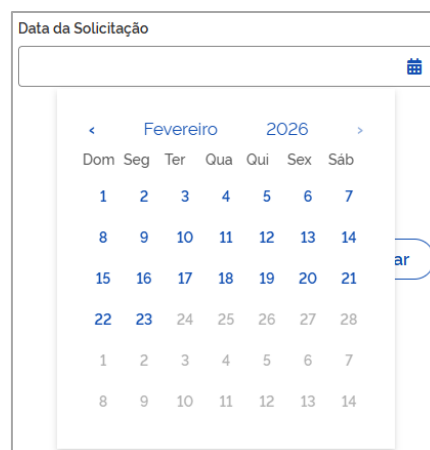 Data da Solicitação
‹ Fevereiro 2026 ›
Dom Seg Ter Qua Qui Sex Sáb
1 2 3 4 5 6 7
8 9 10 11 12 13 14
ar
15 16 17 18 19 20 21
22 23 24 25 26 27 28
1 2 3 4 5 6 7
8 9 10 11 12 13 14